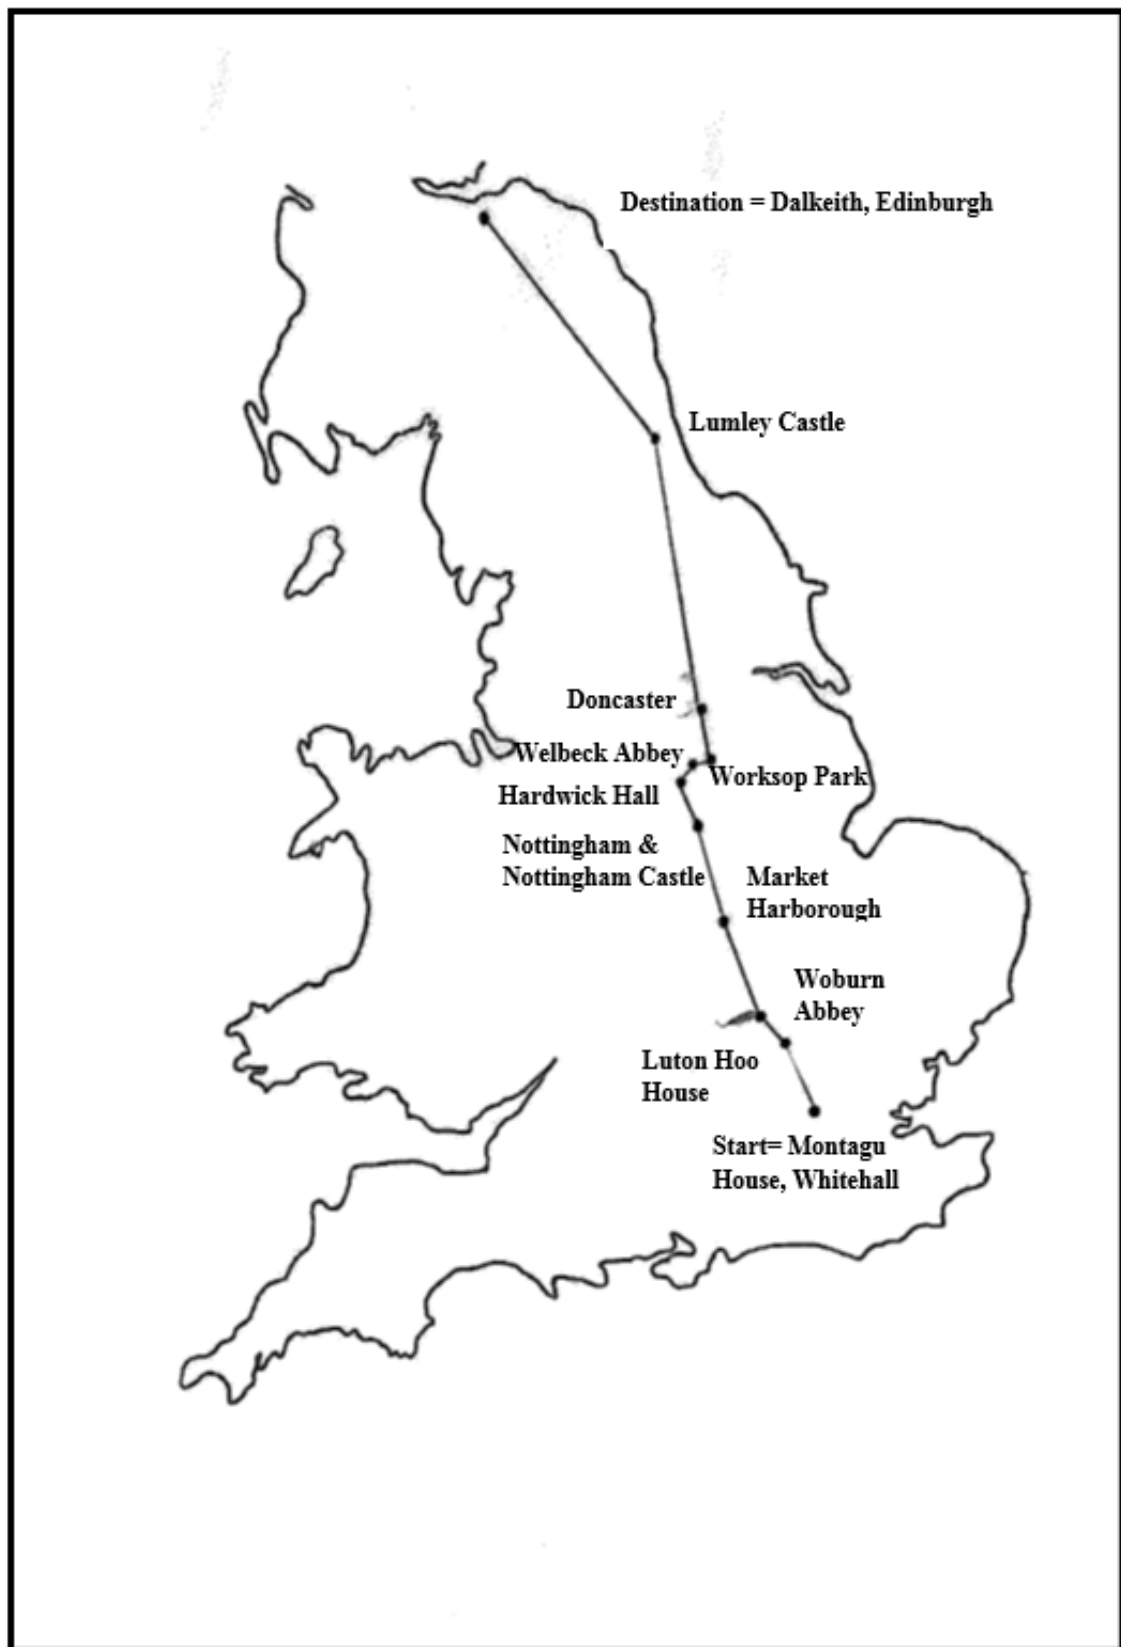 Destination = Dalkeith, Edinburgh
Lumley Castle
Doncaster
Welbeck Abbey
Worksop Park
Hardwick Hall
Nottingham &
Nottingham Castle
Market
Harborough
Woburn
Abbey
Luton Hoo
House
Start= Montagu
House, Whitehall